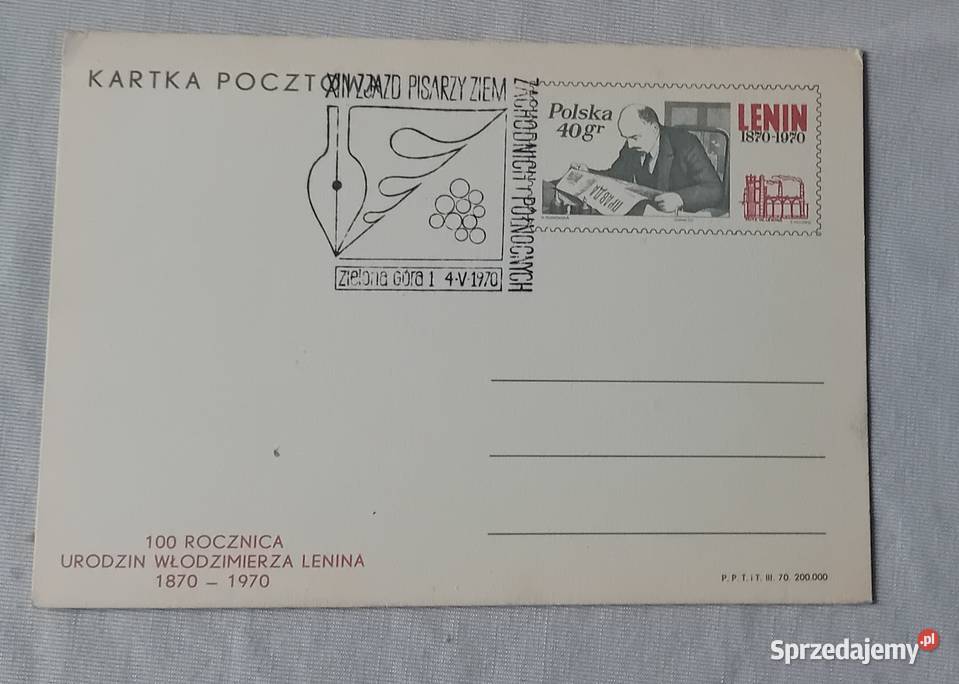 KARTKA POCZTOWA
ZJAZD PISARZY ZIEM
ZACHODNICH I PÓŁNOCNYCH
Zielona Góra 1 4-V-1970
Polska
40gr
LENIN
1870-1970
ПРАВДА
100 ROCZNICA
URODZIN WŁODZIMIERZA LENINA
1870 – 1970
P. P. T. i T. III. 70. 200.000
Sprzedajemy.pl